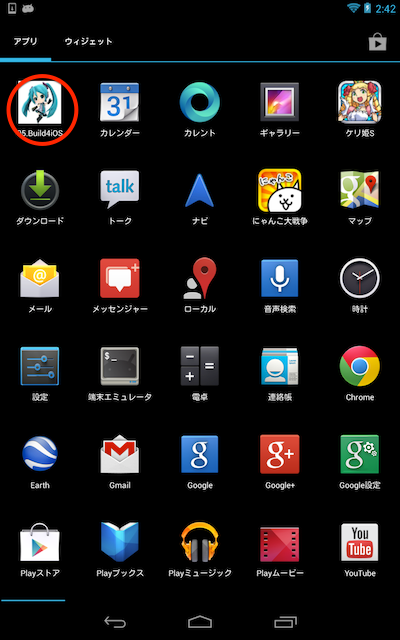 2:42
アプリ
ウィジェット
05.Build4iOS
31
カレンダー
カレント
ギャラリー
ケリ姫S
talk
にゃんこ
ダウンロード
トーク
ナビ
にゃんこ大戦争
マップ
メール
メッセンジャー
ローカル
音声検索
時計
$_
設定
端末エミュレータ
電卓
連絡帳
Chrome
Earth
Gmail
Google
Google+
Google設定
You
Tube
Playストア
Playブックス
Playミュージック
Playムービー
YouTube